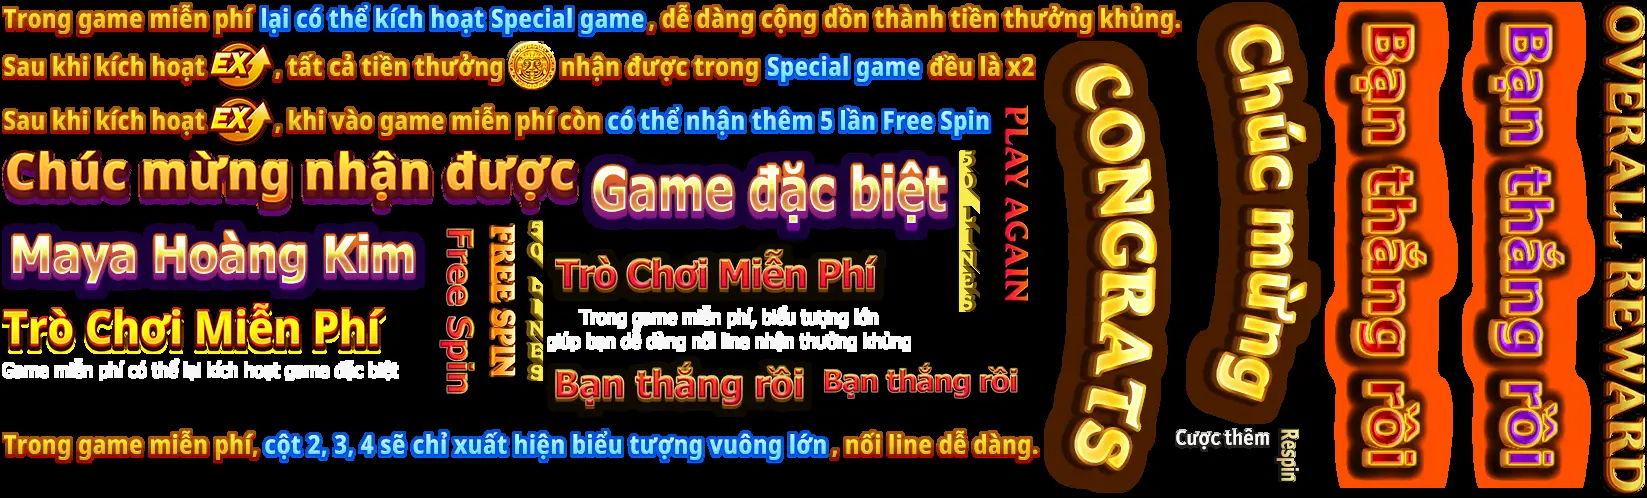 Trong game miễn phí lại có thể kích hoạt Special game, dễ dàng cộng dồn thành tiền thưởng khủng.
Sau khi kích hoạt EX, tất cả tiền thưởng nhận được trong Special game đều là x2
Sau khi kích hoạt EX, khi vào game miễn phí còn có thể nhận thêm 5 lần Free Spin
Chúc mừng nhận được
Game đặc biệt
50 LINES
PLAY AGAIN
Maya Hoàng Kim
Free Spin
FREE SPIN
50 LINES
Trò Chơi Miễn Phí
Trong game miễn phí, biểu tượng lớn
giúp bạn dễ dàng nối line nhận thưởng khủng
Trò Chơi Miễn Phí
Game miễn phí có thể lại kích hoạt game đặc biệt
Bạn thắng rồi
Bạn thắng rồi
Trong game miễn phí, cột 2, 3, 4 sẽ chỉ xuất hiện biểu tượng vuông lớn, nối line dễ dàng.
CONGRATS
Chúc mừng
Cược thêm
Respin
Bạn thắng rồi
Bạn thắng rồi
OVERALL REWARD